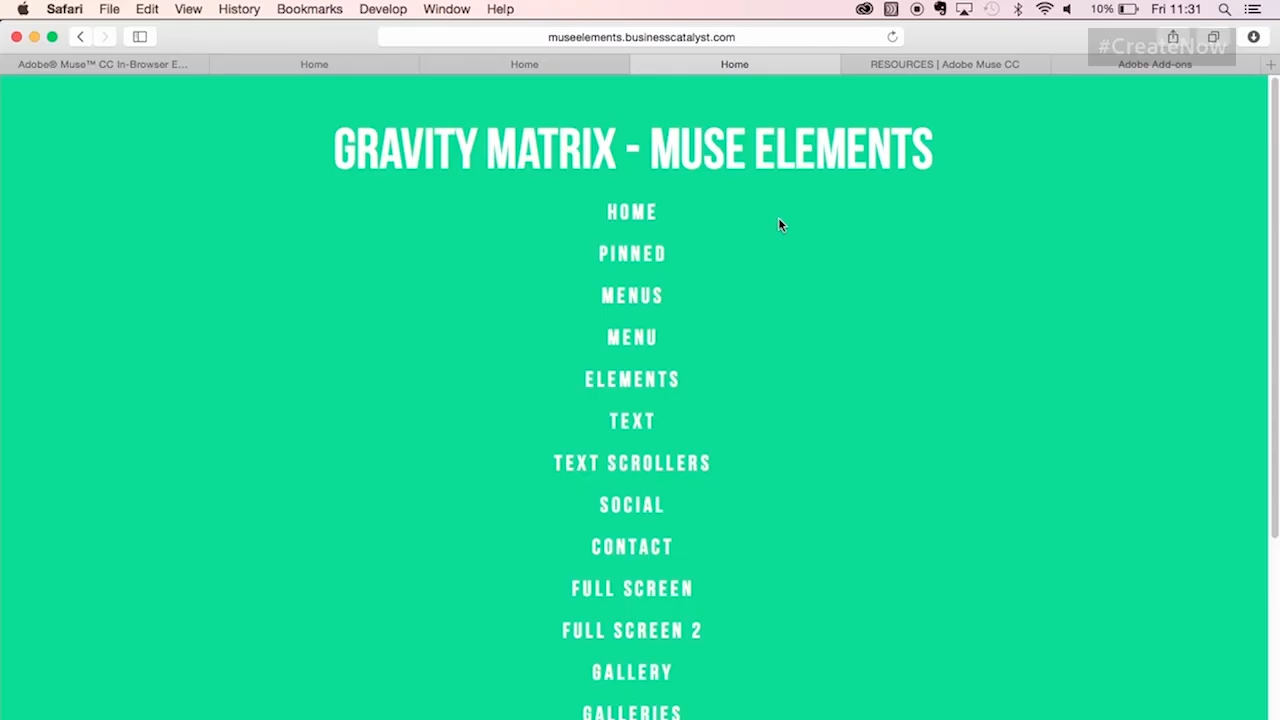 Safari File Edit View History Bookmarks Develop Window Help 10% Fri 11:31
museelements.businesscatalyst.com
#CreateNow
Adobe® Muse™ CC In-Browser E... Home Home Home RESOURCES | Adobe Muse CC Adobe Add-ons
GRAVITY MATRIX - MUSE ELEMENTS
HOME
PINNED
MENUS
MENU
ELEMENTS
TEXT
TEXT SCROLLERS
SOCIAL
CONTACT
FULL SCREEN
FULL SCREEN 2
GALLERY
GALLERIES